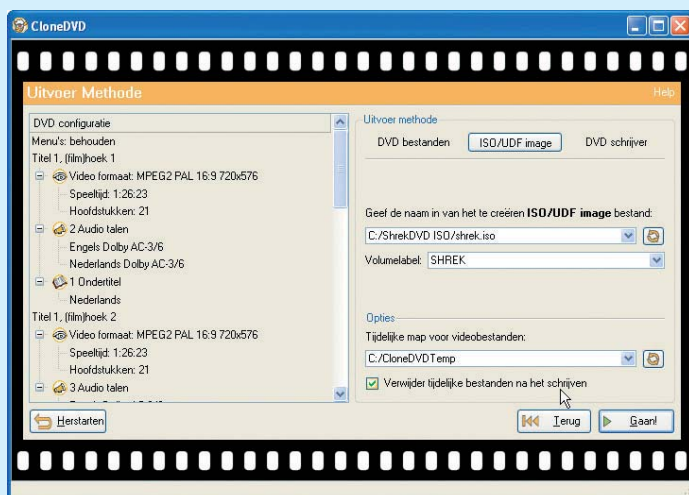 CloneDVD
Uitvoer Methode
Help
DVD configuratie
Menu's: behouden
Titel 1, (film)hoek 1
Video formaat: MPEG2 PAL 16:9 720x576
Speeltijd: 1:26:23
Hoofdstukken: 21
2 Audio talen
Engels Dolby AC-3/6
Nederlands Dolby AC-3/6
1 Ondertitel
Nederlands
Titel 1, (film)hoek 2
Video formaat: MPEG2 PAL 16:9 720x576
Speeltijd: 1:26:23
Hoofdstukken: 21
3 Audio talen
Uitvoer methode
DVD bestanden ISO/UDF image DVD schrijver
Geef de naam in van het te creëren ISO/UDF image bestand:
C:/ShrekDVD ISO/shrek.iso
Volumelabel: SHREK
Opties
Tijdelijke map voor videobestanden:
C:/CloneDVDTemp
Verwijder tijdelijke bestanden na het schrijven
Herstarten
Terug
Gaan!